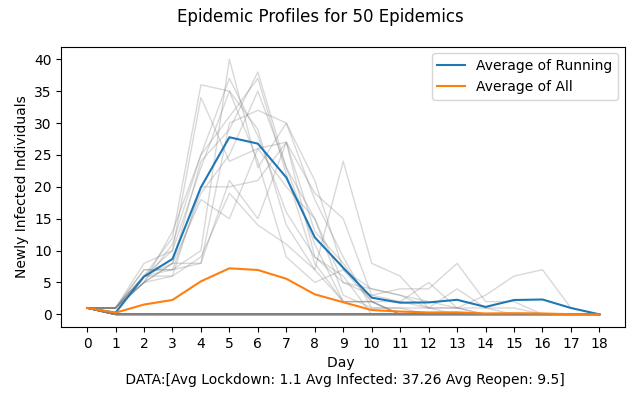 Epidemic Profiles for 50 Epidemics
Newly Infected Individuals
40
35
30
25
20
15
10
5
0
Average of Running
Average of All
0 1 2 3 4 5 6 7 8 9 10 11 12 13 14 15 16 17 18
Day
DATA:[Avg Lockdown: 1.1 Avg Infected: 37.26 Avg Reopen: 9.5]